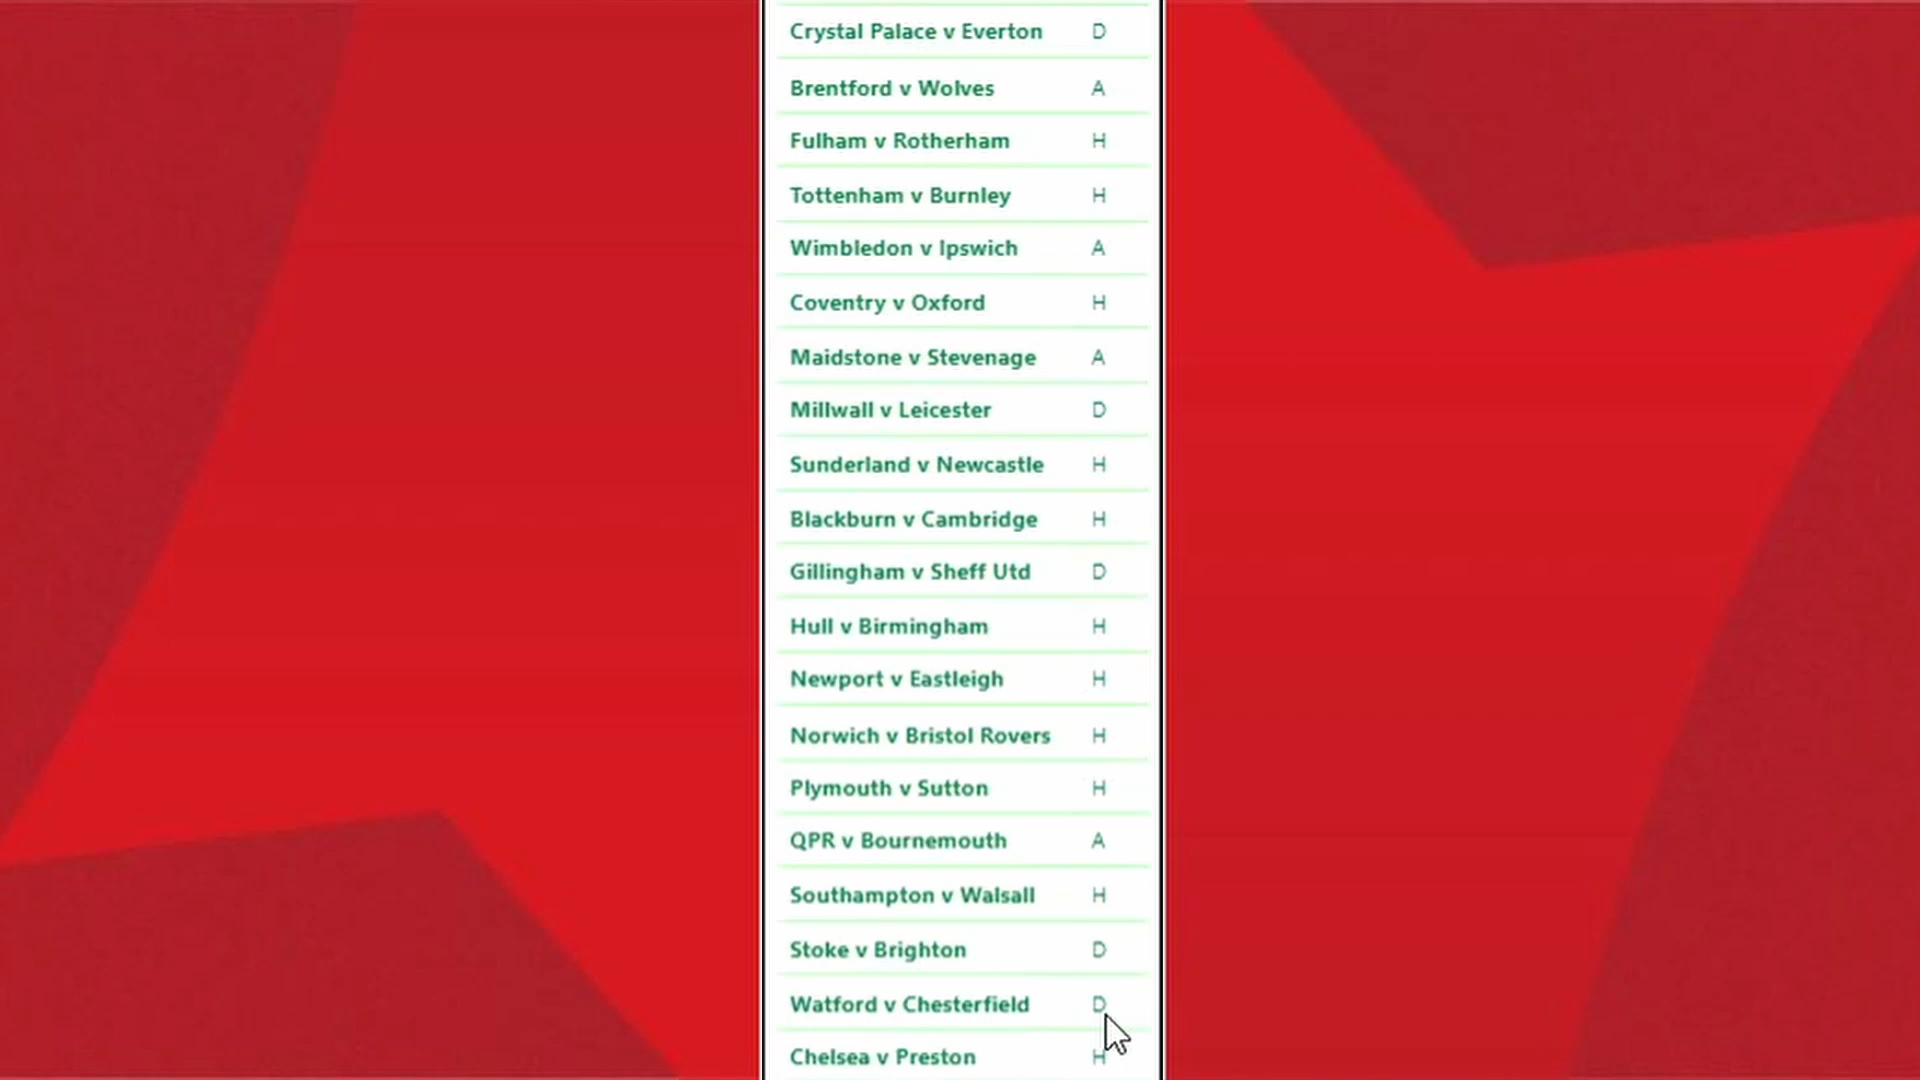 Crystal Palace v Everton D
Brentford v Wolves A
Fulham v Rotherham H
Tottenham v Burnley H
Wimbledon v Ipswich A
Coventry v Oxford H
Maidstone v Stevenage A
Millwall v Leicester D
Sunderland v Newcastle H
Blackburn v Cambridge H
Gillingham v Sheff Utd D
Hull v Birmingham H
Newport v Eastleigh H
Norwich v Bristol Rovers H
Plymouth v Sutton H
QPR v Bournemouth A
Southampton v Walsall H
Stoke v Brighton D
Watford v Chesterfield D
Chelsea v Preston H